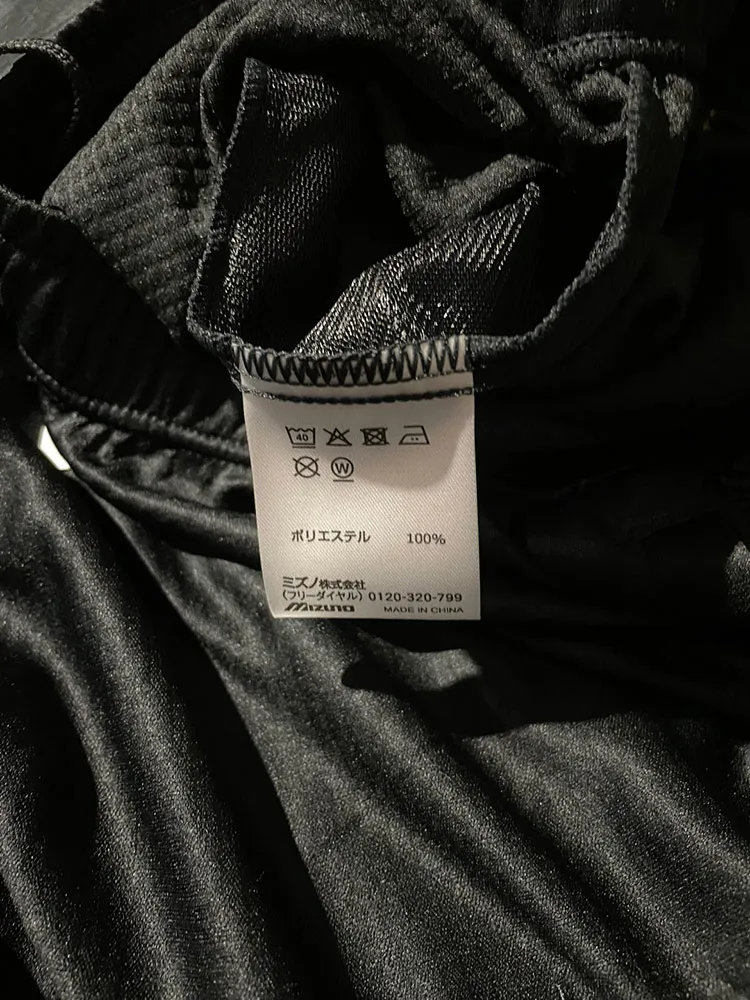 40
W
ポリエステル 100%
ミズノ株式会社
(フリーダイヤル) 0120-320-799
MIZUNO MADE IN CHINA